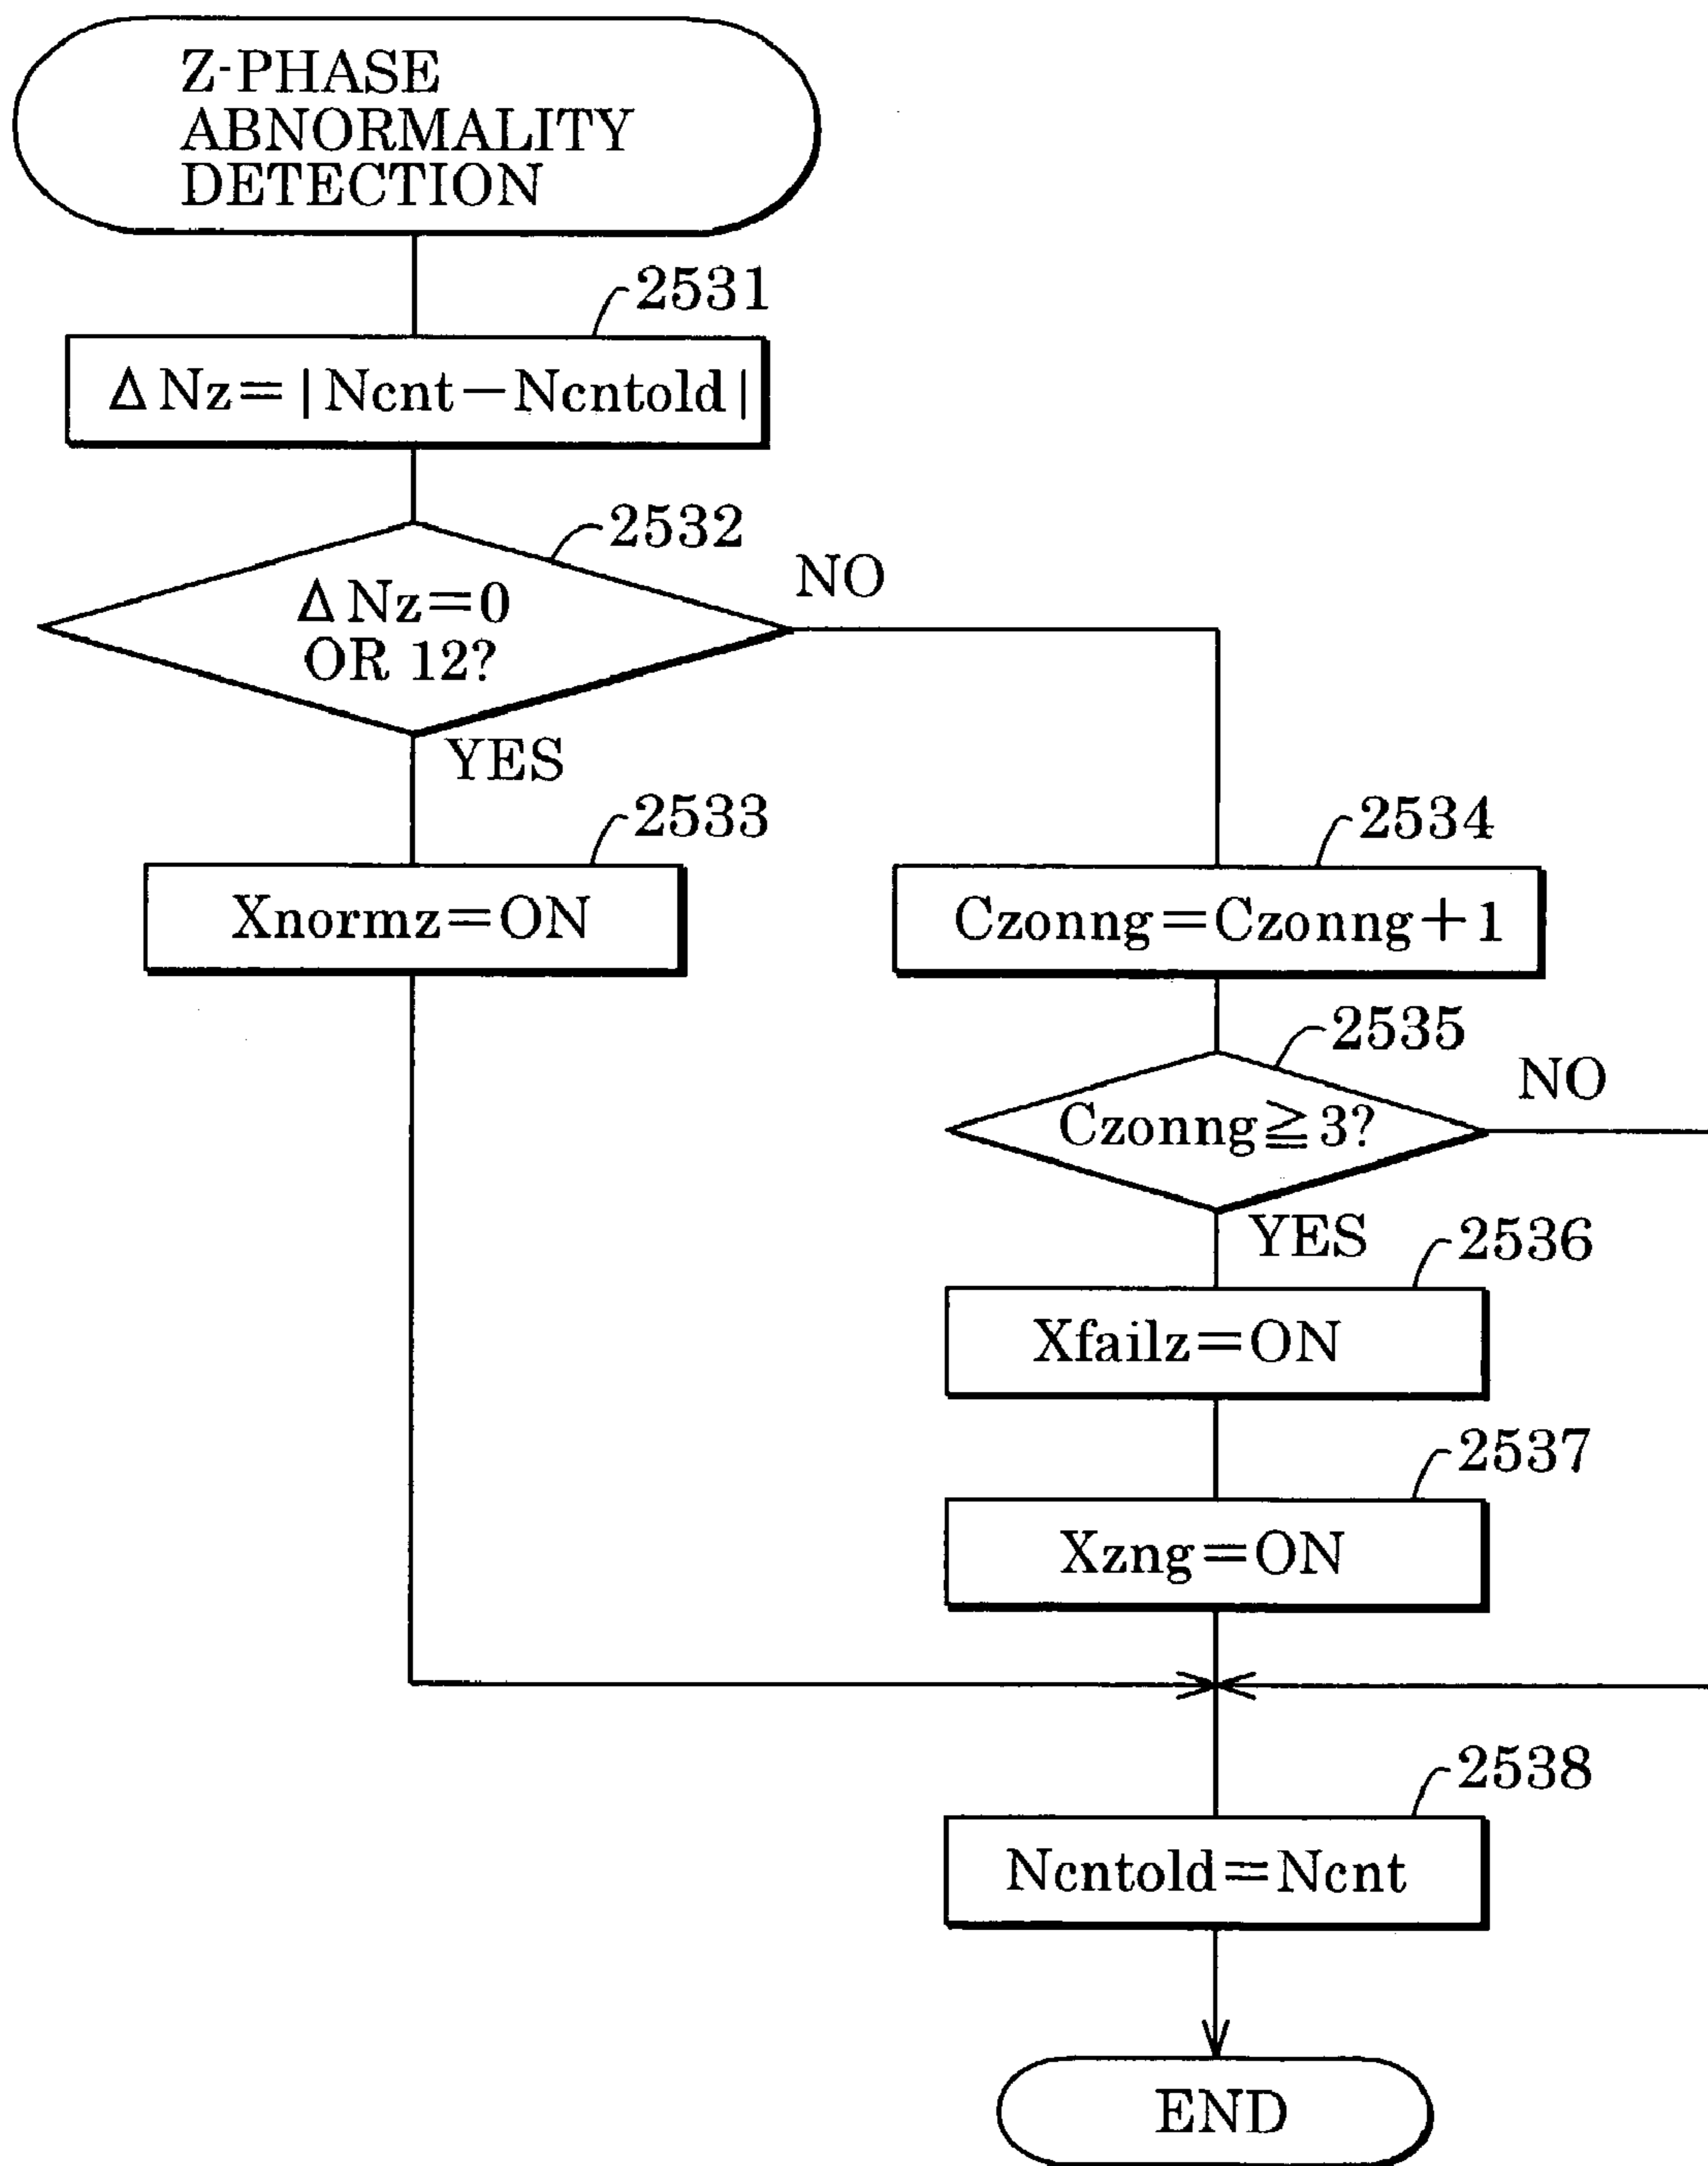 Z-PHASE
ABNORMALITY
DETECTION
2531
ΔNz=|Ncnt−Ncntold|
2532
ΔNz=0
OR 12?
NO
YES
2533
Xnormz=ON
2534
Czonng=Czonng+1
2535
Czonng≧3?
NO
YES
2536
Xfailz=ON
2537
Xzng=ON
2538
Ncntold=Ncnt
END